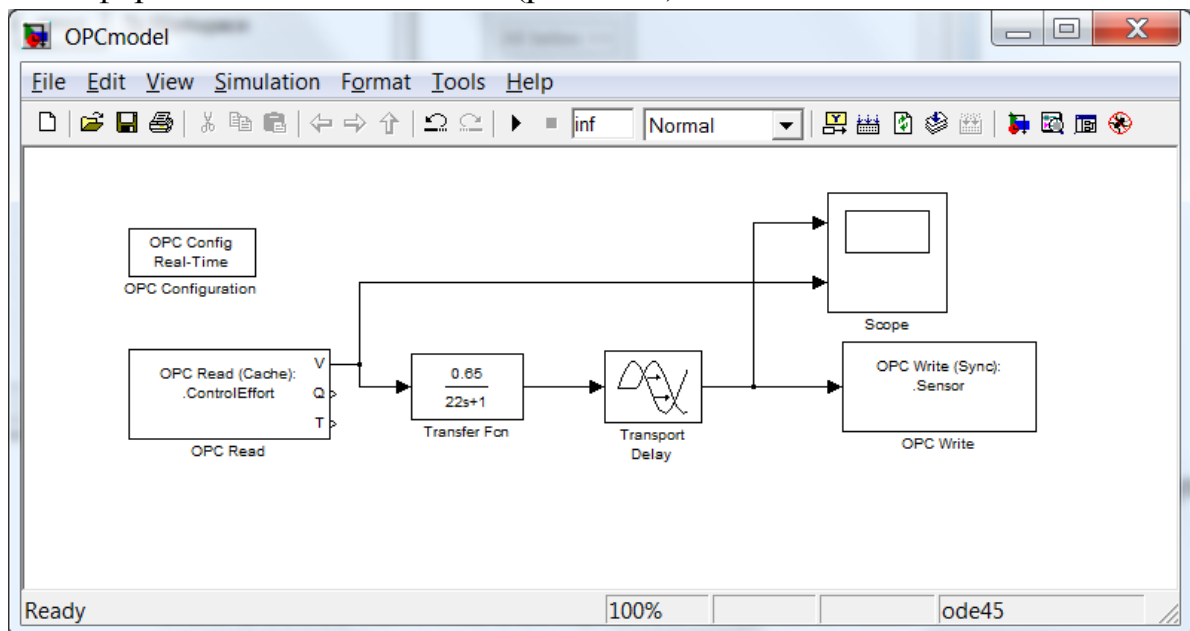 OPCmodel
File Edit View Simulation Format Tools Help
inf Normal
OPC Config
Real-Time
OPC Configuration
Scope
OPC Read (Cache):
.ControlEffort
V
Q
T
OPC Read
0.65
22s+1
Transfer Fcn
Transport
Delay
OPC Write (Sync):
.Sensor
OPC Write
Ready 100% ode45